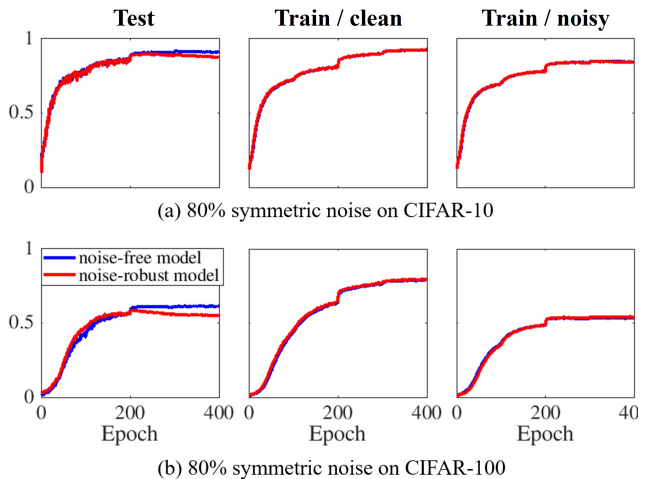 Test Train / clean Train / noisy
1
0.5
0
(a) 80% symmetric noise on CIFAR-10
1
noise-free model
noise-robust model
0.5
0
0 200 400 0 200 400 0 200 40
Epoch Epoch Epoch
(b) 80% symmetric noise on CIFAR-100